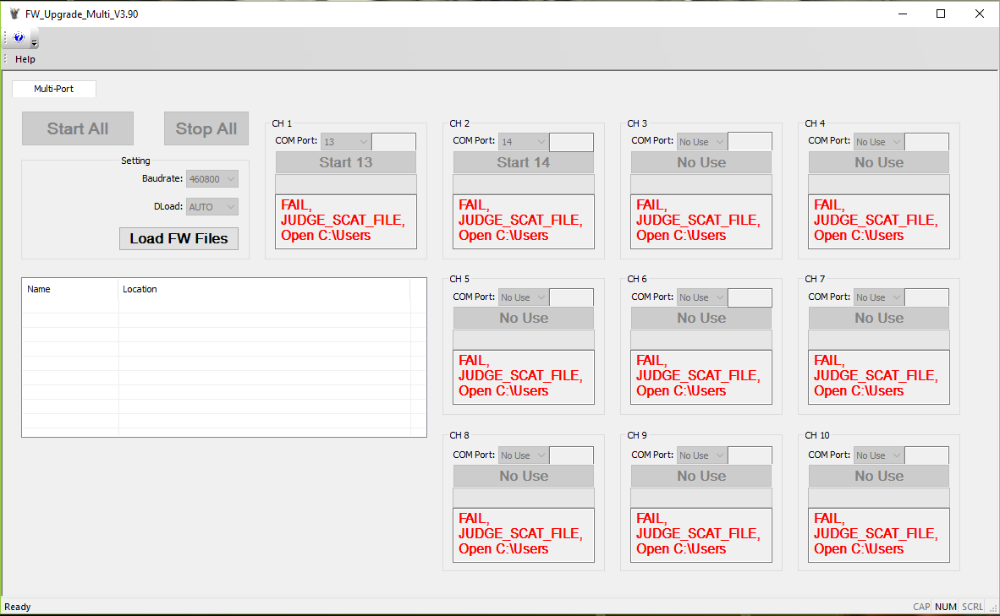 FW_Upgrade_Multi_V3.90
Help
Multi-Port
Start All
Stop All
Setting
Baudrate: 460800
DLoad: AUTO
Load FW Files
CH 1
COM Port: 13
Start 13
FAIL,
JUDGE_SCAT_FILE,
Open C:\Users
CH 2
COM Port: 14
Start 14
FAIL,
JUDGE_SCAT_FILE,
Open C:\Users
CH 3
COM Port: No Use
No Use
FAIL,
JUDGE_SCAT_FILE,
Open C:\Users
CH 4
COM Port: No Use
No Use
FAIL,
JUDGE_SCAT_FILE,
Open C:\Users
Name Location
CH 5
COM Port: No Use
No Use
FAIL,
JUDGE_SCAT_FILE,
Open C:\Users
CH 6
COM Port: No Use
No Use
FAIL,
JUDGE_SCAT_FILE,
Open C:\Users
CH 7
COM Port: No Use
No Use
FAIL,
JUDGE_SCAT_FILE,
Open C:\Users
CH 8
COM Port: No Use
No Use
FAIL,
JUDGE_SCAT_FILE,
Open C:\Users
CH 9
COM Port: No Use
No Use
FAIL,
JUDGE_SCAT_FILE,
Open C:\Users
CH 10
COM Port: No Use
No Use
FAIL,
JUDGE_SCAT_FILE,
Open C:\Users
Ready
CAP NUM SCRL